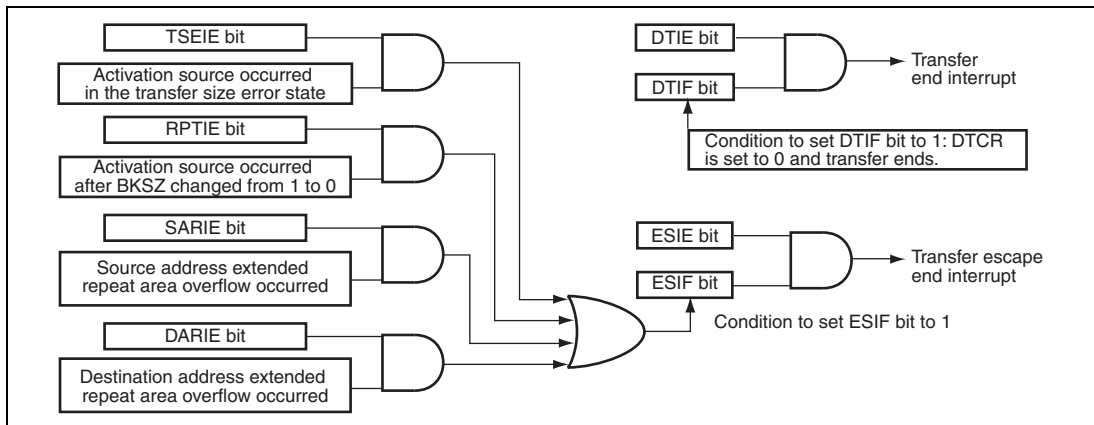 TSEIE bit
Activation source occurred
in the transfer size error state
RPTIE bit
Activation source occurred
after BKSZ changed from 1 to 0
SARIE bit
Source address extended
repeat area overflow occurred
DARIE bit
Destination address extended
repeat area overflow occurred
DTIE bit
DTIF bit
Transfer
end interrupt
Condition to set DTIF bit to 1: DTCR
is set to 0 and transfer ends.
ESIE bit
ESIF bit
Transfer escape
end interrupt
Condition to set ESIF bit to 1